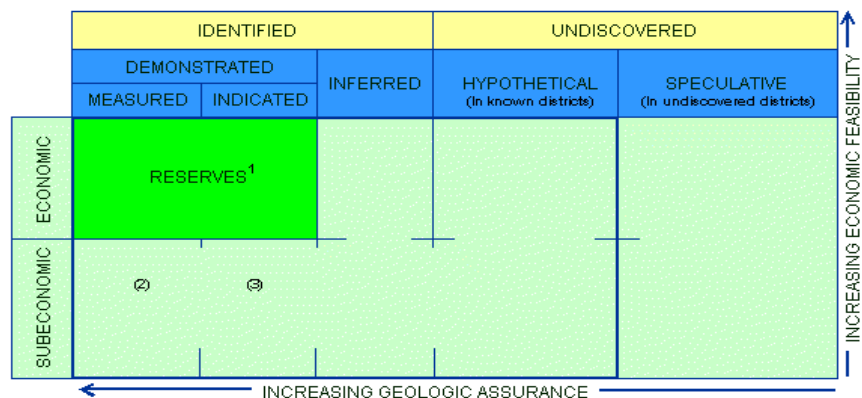 IDENTIFIED
UNDISCOVERED
DEMONSTRATED
MEASURED
INDICATED
INFERRED
HYPOTHETICAL
(In known districts)
SPECULATIVE
(In undiscovered districts)
ECONOMIC
RESERVES¹
SUBECONOMIC
(2)
(3)
INCREASING GEOLOGIC ASSURANCE
INCREASING ECONOMIC FEASIBILITY